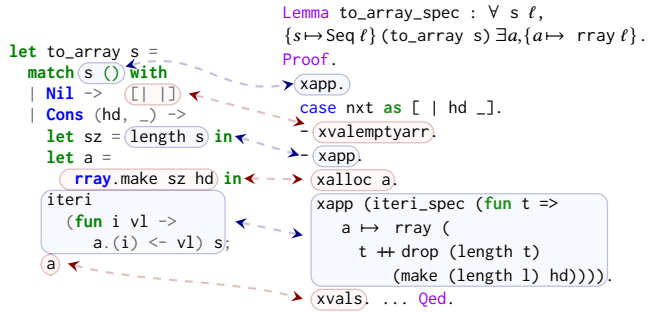 let to_array s =
match s () with
| Nil -> [| |]
| Cons (hd, _) ->
let sz = length s in
let a =
rray.make sz hd in
iteri
(fun i vl ->
a.(i) <- vl) s;
a
Lemma to_array_spec : ∀ s ℓ,
{s↦Seq ℓ} (to_array s) ∃a,{a↦ rray ℓ}.
Proof.
xapp.
case nxt as [ | hd _].
- xvalemptyarr.
- xapp.
xalloc a.
xapp (iteri_spec (fun t =>
a ↦ rray (
t ++ drop (length t)
(make (length l) hd)))).
xvals. ... Qed.